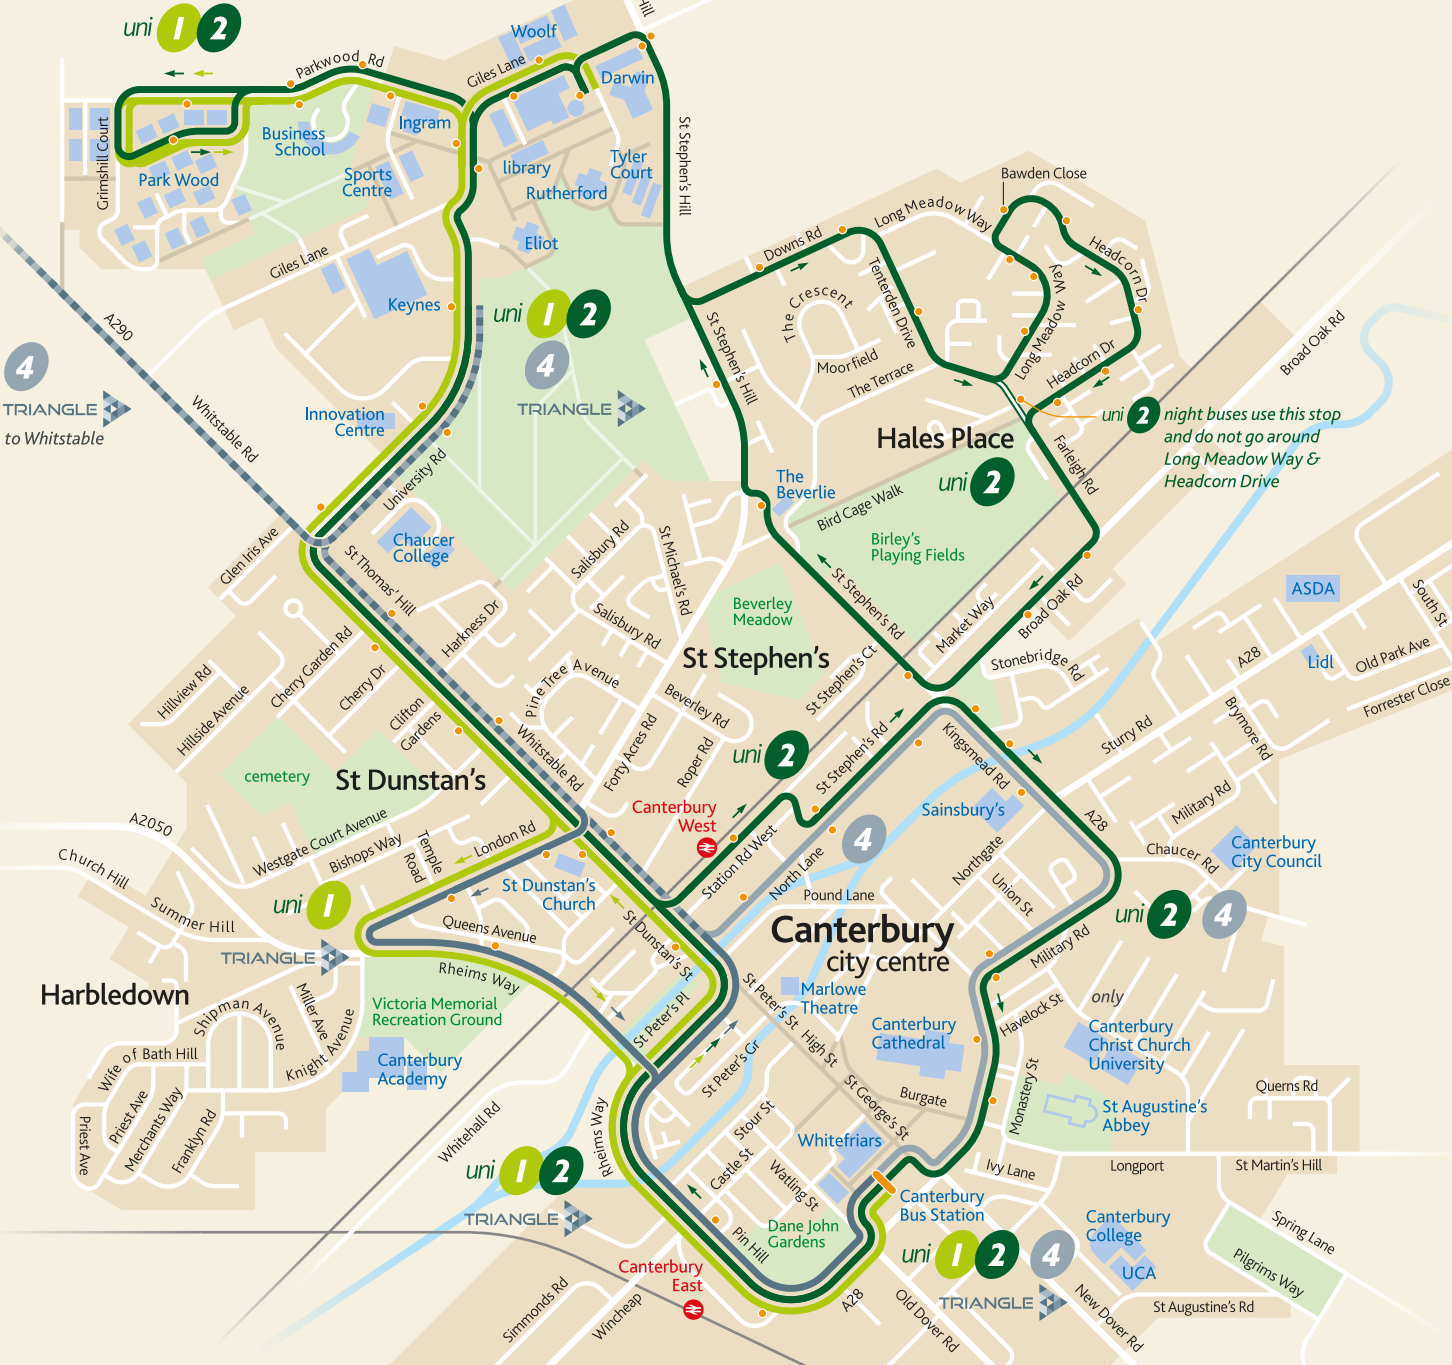 Hill
uni 1 2
Woolf
Parkwood Rd
Giles Lane
Darwin
Grimshill Court
Business
School
Ingram
Sports
Centre
library
Tyler
Court
Rutherford
St Stephen's Hill
Park Wood
Eliot
Giles Lane
Keynes
uni 1 2
4
TRIANGLE
Bawden Close
Long Meadow Way
Downs Rd
Headcorn Dr
The Crescent
Tenterden Drive
Long Meadow Way
Moorfield
The Terrace
Headcorn Dr
Broad Oak Rd
St Stephen's Hill
A290
4
TRIANGLE
to Whitstable
Whitstable Rd
Innovation
Centre
University Rd
uni 2 night buses use this stop
and do not go around
Long Meadow Way &
Headcorn Drive
Hales Place
uni 2
Farleigh Rd
The
Beverlie
Bird Cage Walk
Birley's
Playing Fields
Chaucer
College
Glen Iris Ave
St Thomas' Hill
Salisbury Rd
St Michael's Rd
Salisbury Rd
Harkness Dr
Beverley
Meadow
St Stephen's Rd
Market Way
Broad Oak Rd
ASDA
South St
Lidl
Old Park Ave
A28
Forrester Close
St Stephen's
St Stephen's Ct
Stonebridge Rd
Hillview Rd
Hillside Avenue
Cherry Garden Rd
Cherry Dr
Clifton
Gardens
Pine Tree Avenue
Beverley Rd
Forty Acres Rd
Roper Rd
Whitstable Rd
cemetery
St Dunstan's
uni 2
St Stephen's Rd
Kingsmead Rd
Sturry Rd
Brymore Rd
Military Rd
A28
Sainsbury's
Canterbury
West
Station Rd West
North Lane
4
A2050
Church Hill
Summer Hill
Westgate Court Avenue
Bishops Way
Temple
Road
London Rd
St Dunstan's
Church
Northgate
Union St
Chaucer Rd
Canterbury
City Council
Pound Lane
uni 1
TRIANGLE
Queens Avenue
St Dunstan's St
Canterbury
city centre
uni 2 4
only
Military Rd
Harbledown
Rheims Way
Victoria Memorial
Recreation Ground
St Peter's Pl
St Peter's St
Marlowe
Theatre
High St
Canterbury
Cathedral
Havelock St
Canterbury
Christ Church
University
Shipman Avenue
Miller Ave
Knight Avenue
Wife of Bath Hill
Priest Ave
Priest Ave
Merchants Way
Franklyn Rd
Canterbury
Academy
St Peter's Gr
St George's St
Burgate
Monastery St
St Augustine's
Abbey
Querns Rd
Whitehall Rd
Rheims Way
Stour St
Castle St
Watling St
Whitefriars
Ivy Lane
Longport
St Martin's Hill
uni 1 2
TRIANGLE
Canterbury
Bus Station
Pin Hill
Dane John
Gardens
uni 1 2 4
TRIANGLE
Canterbury
College
UCA
Spring Lane
Pilgrims Way
Canterbury
East
Simmonds Rd
Wincheap
A28
Old Dover Rd
New Dover Rd
St Augustine's Rd